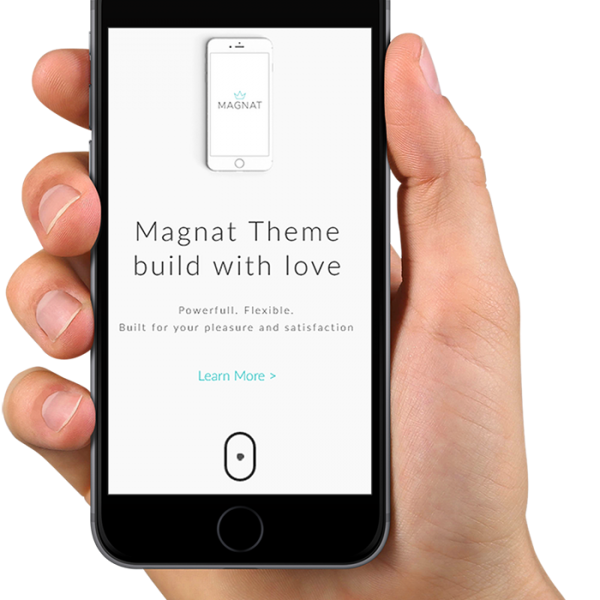 MAGNAT
Magnat Theme
build with love
Powerfull. Flexible.
Built for your pleasure and satisfaction
Learn More >